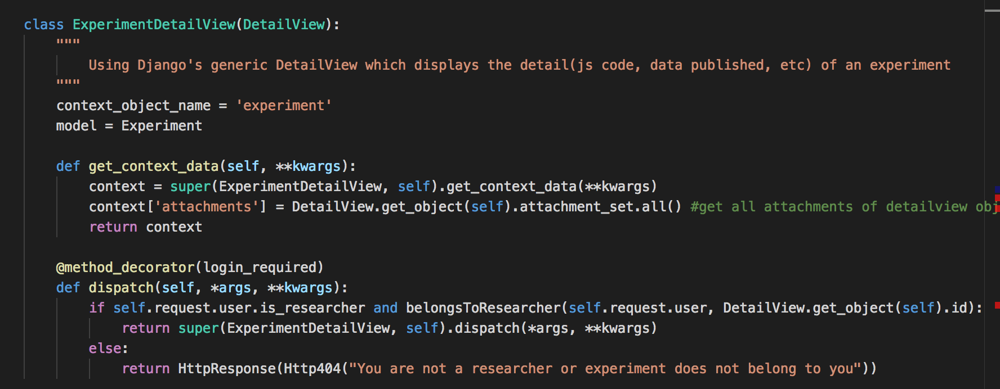 class ExperimentDetailView(DetailView):
"""
Using Django's generic DetailView which displays the detail(js code, data published, etc) of an experiment
"""
context_object_name = 'experiment'
model = Experiment
def get_context_data(self, **kwargs):
context = super(ExperimentDetailView, self).get_context_data(**kwargs)
context['attachments'] = DetailView.get_object(self).attachment_set.all() #get all attachments of detailview obj
return context
@method_decorator(login_required)
def dispatch(self, *args, **kwargs):
if self.request.user.is_researcher and belongsToResearcher(self.request.user, DetailView.get_object(self).id):
return super(ExperimentDetailView, self).dispatch(*args, **kwargs)
else:
return HttpResponse(Http404("You are not a researcher or experiment does not belong to you"))